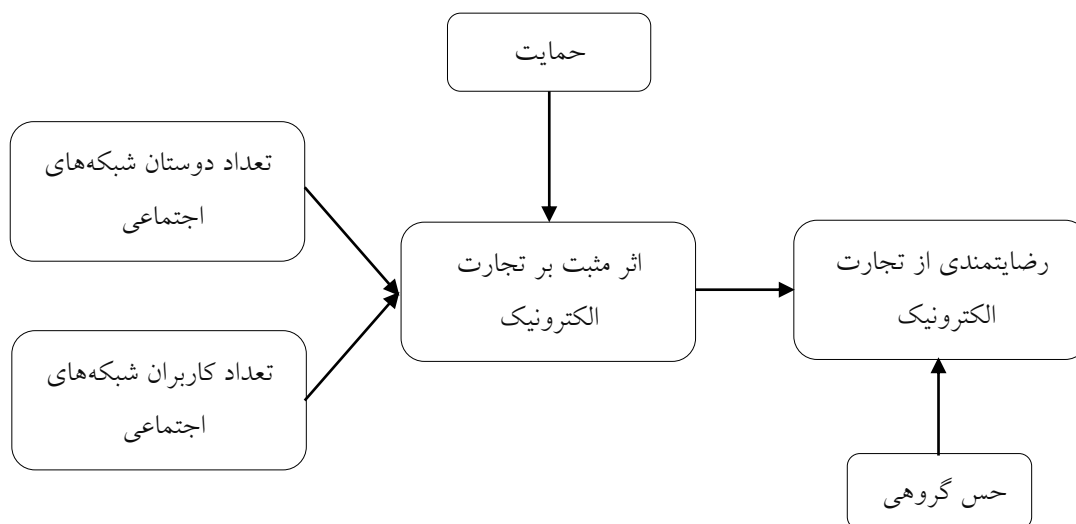 حمایت
تعداد دوستان شبکه‌های
اجتماعی
اثر مثبت بر تجارت
الکترونیک
رضایتمندی از تجارت
الکترونیک
تعداد کاربران شبکه‌های
اجتماعی
حس گروهی